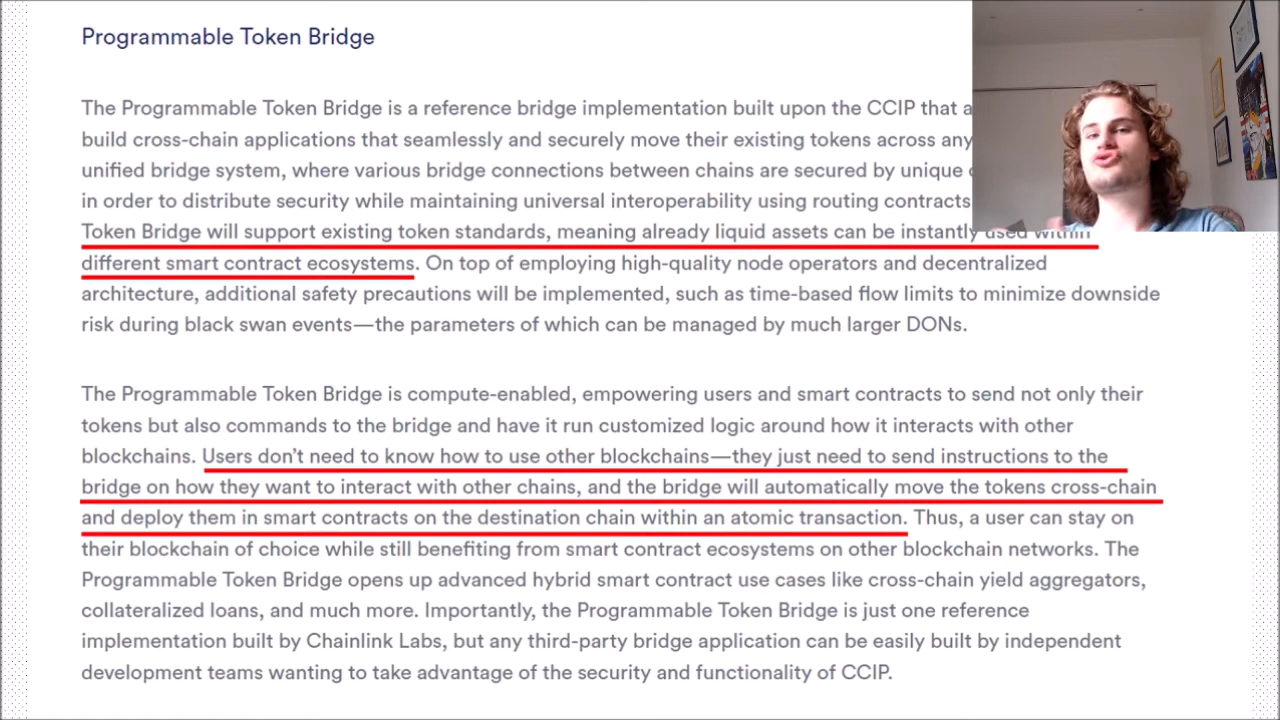 Programmable Token Bridge
The Programmable Token Bridge is a reference bridge implementation built upon the CCIP that
build cross-chain applications that seamlessly and securely move their existing tokens across any
unified bridge system, where various bridge connections between chains are secured by unique
in order to distribute security while maintaining universal interoperability using routing contracts
Token Bridge will support existing token standards, meaning already liquid assets can be instantly used within
different smart contract ecosystems. On top of employing high-quality node operators and decentralized
architecture, additional safety precautions will be implemented, such as time-based flow limits to minimize downside
risk during black swan events—the parameters of which can be managed by much larger DONs.
The Programmable Token Bridge is compute-enabled, empowering users and smart contracts to send not only their
tokens but also commands to the bridge and have it run customized logic around how it interacts with other
blockchains. Users don't need to know how to use other blockchains—they just need to send instructions to the
bridge on how they want to interact with other chains, and the bridge will automatically move the tokens cross-chain
and deploy them in smart contracts on the destination chain within an atomic transaction. Thus, a user can stay on
their blockchain of choice while still benefiting from smart contract ecosystems on other blockchain networks. The
Programmable Token Bridge opens up advanced hybrid smart contract use cases like cross-chain yield aggregators,
collateralized loans, and much more. Importantly, the Programmable Token Bridge is just one reference
implementation built by Chainlink Labs, but any third-party bridge application can be easily built by independent
development teams wanting to take advantage of the security and functionality of CCIP.